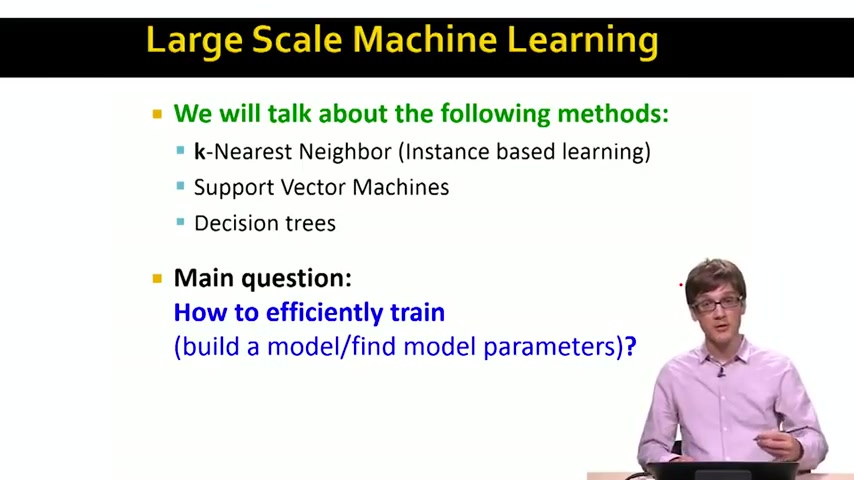 Large Scale Machine Learning
We will talk about the following methods:
k-Nearest Neighbor (Instance based learning)
Support Vector Machines
Decision trees
Main question:
How to efficiently train
(build a model/find model parameters)?